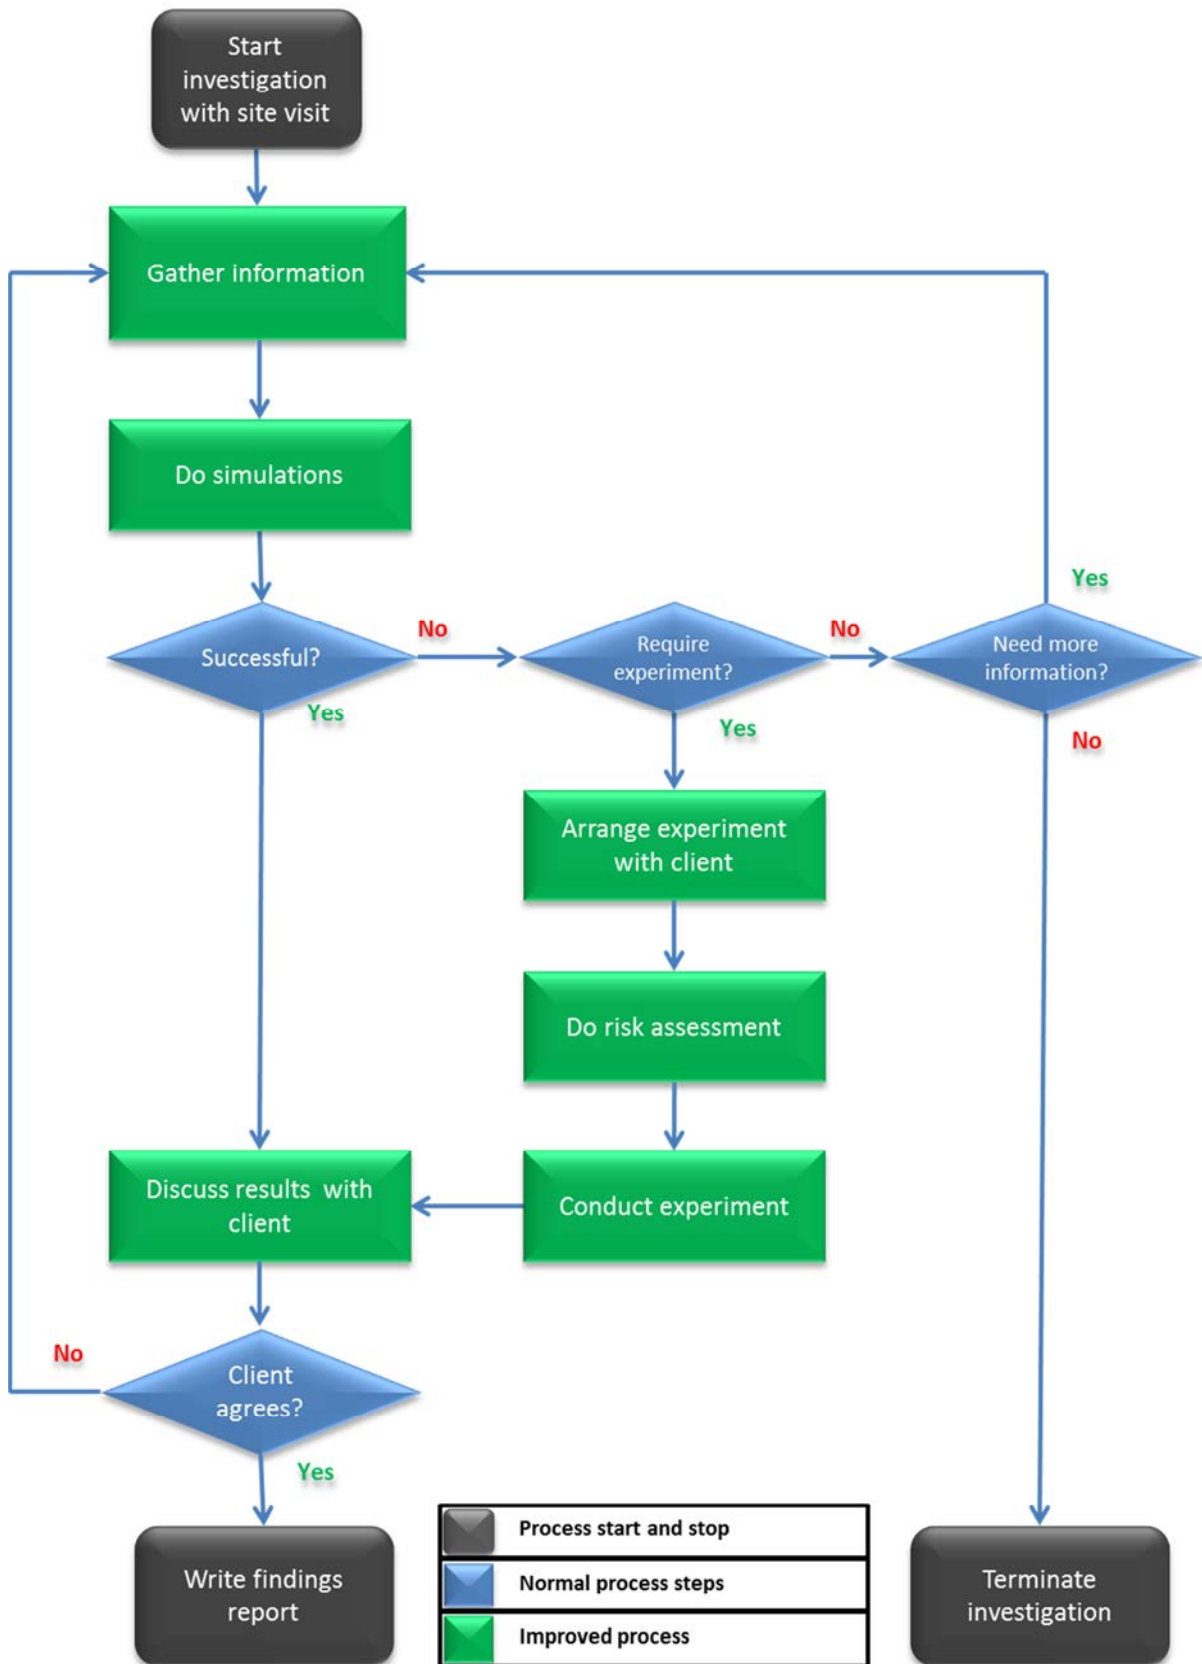 Start
investigation
with site visit
Gather information
Do simulations
Yes
Successful?
No
Require
experiment?
No
Need more
information?
Yes
Yes
No
Arrange experiment
with client
Do risk assessment
Discuss results with
client
Conduct experiment
No
Client
agrees?
Yes
Write findings
report
Process start and stop
Normal process steps
Improved process
Terminate
investigation